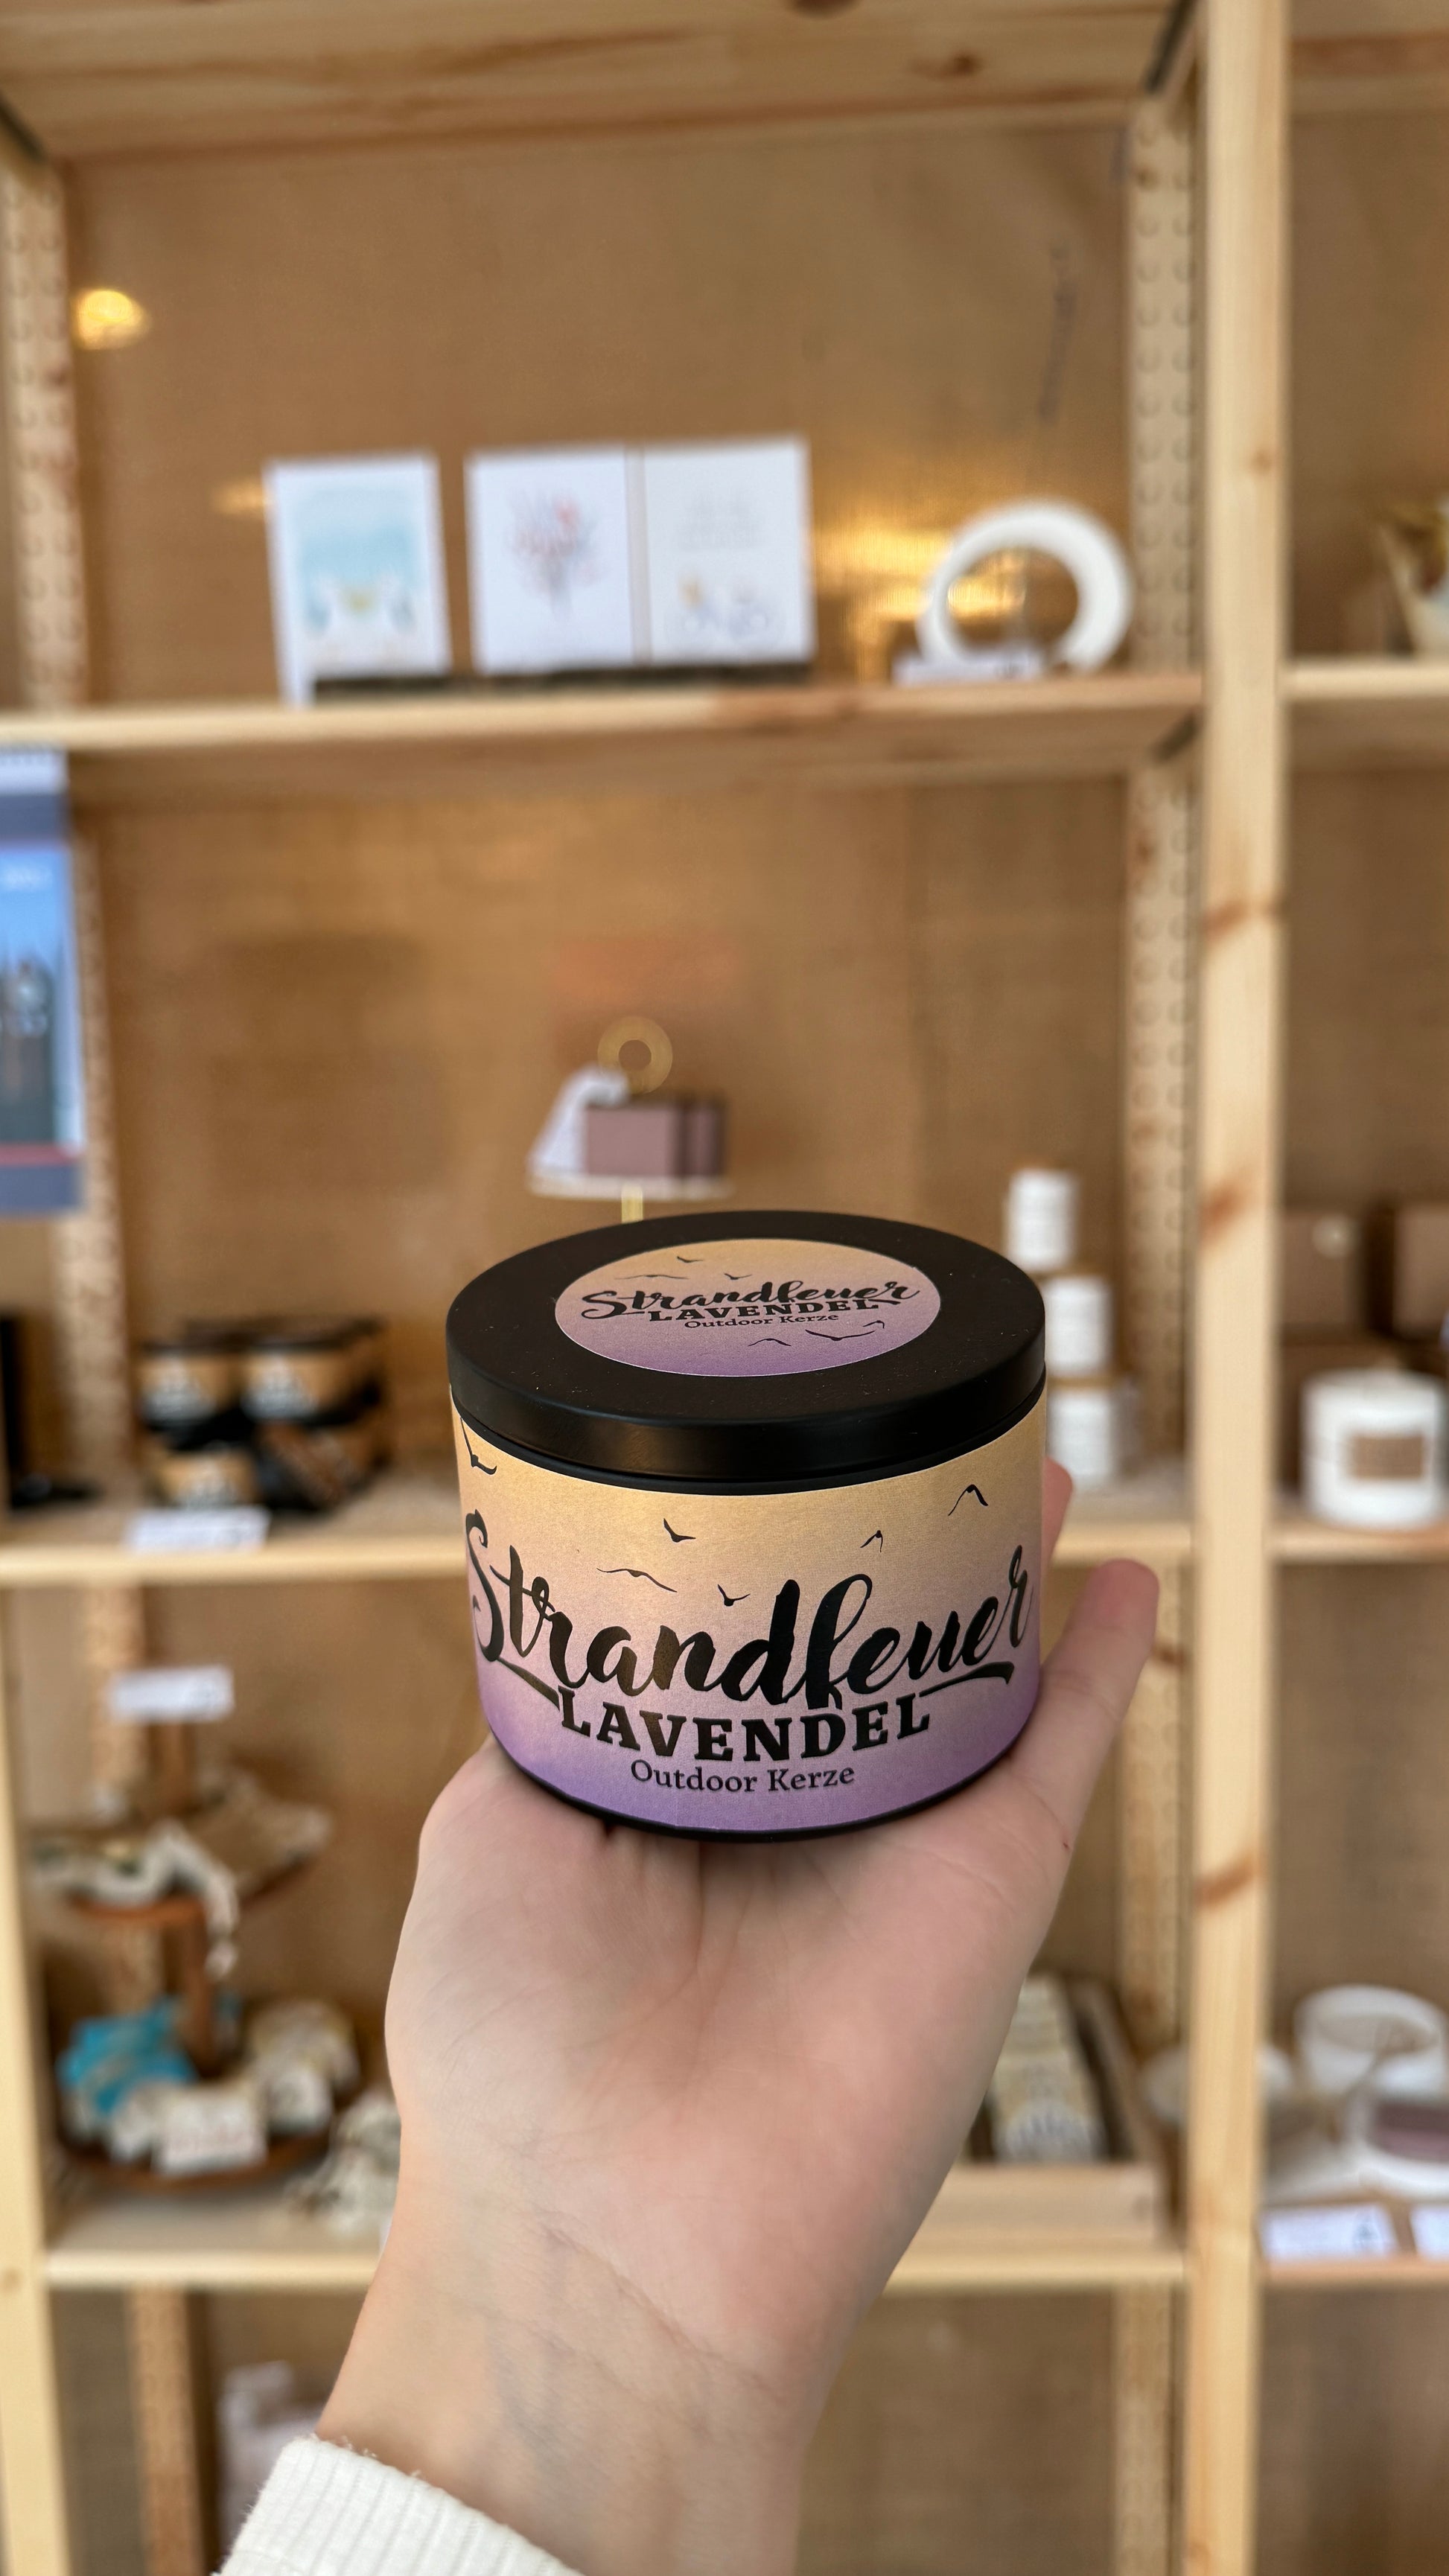 Strandfeuer
LAVENDEL
Outdoor Kerze
Strandfeuer
LAVENDEL
Outdoor Kerze